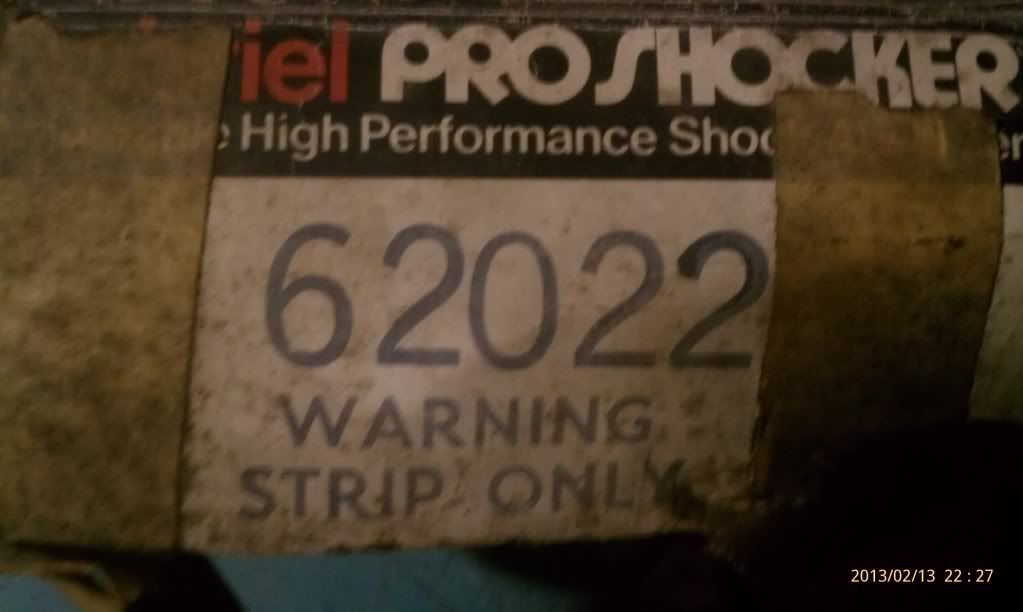 iel PROSHOCKER
High Performance Shoc
62022
WARNING
STRIP ONLY
2013/02/13 22:27